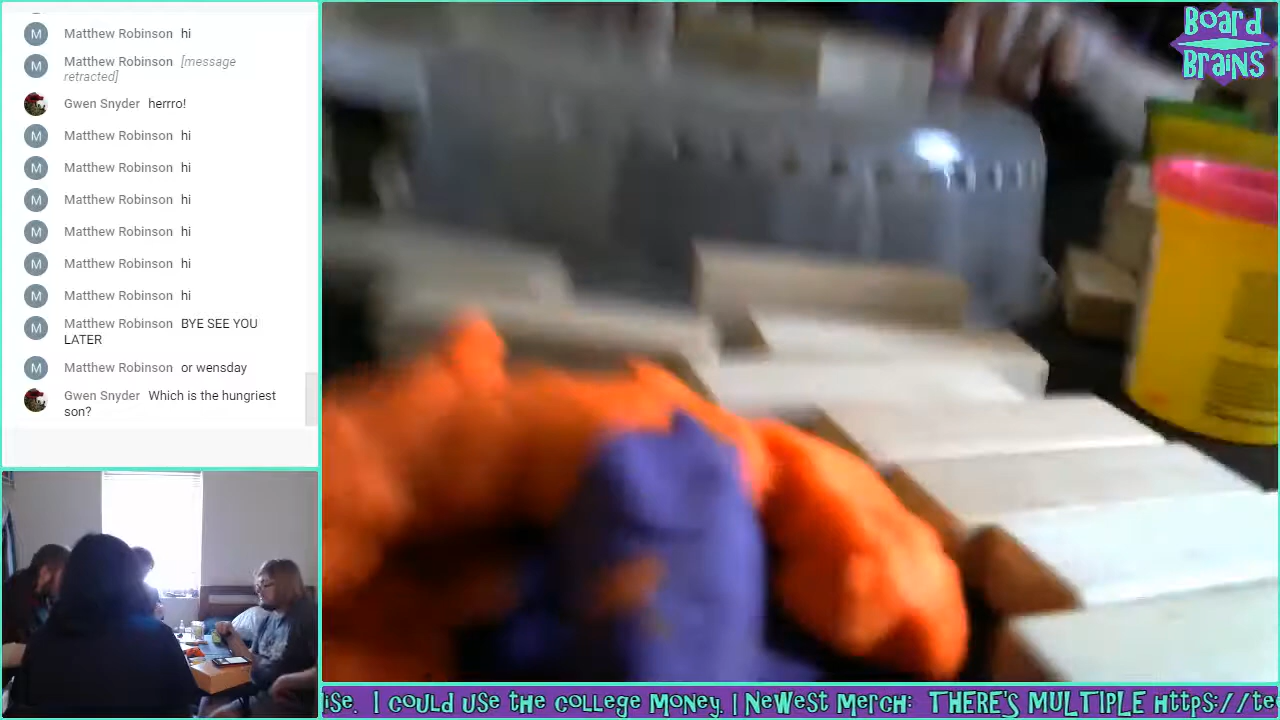 M Matthew Robinson hi
M Matthew Robinson [message
retracted]
Gwen Snyder herrro!
M Matthew Robinson hi
M Matthew Robinson hi
M Matthew Robinson hi
M Matthew Robinson hi
M Matthew Robinson hi
M Matthew Robinson hi
M Matthew Robinson BYE SEE YOU
LATER
M Matthew Robinson or wensday
Gwen Snyder Which is the hungriest
son?
Board
Brains
ise. I could use the college money. | Newest Merch: THERE'S MULTIPLE https://te